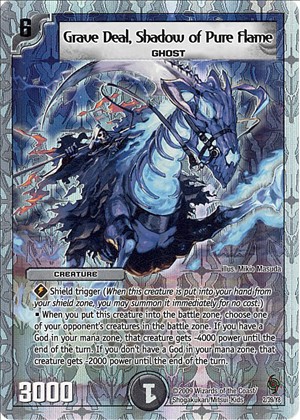 6
Grave Deal, Shadow of Pure Flame
GHOST
Illus. Mikio Masuda
CREATURE
Shield trigger (When this creature is put into your hand from
your shield zone, you may summon it immediately for no cost.)
■ When you put this creature into the battle zone, choose one
of your opponent's creatures in the battle zone. If you have a
God in your mana zone, that creature gets -4000 power until
the end of the turn. If you don't have a God in your mana zone,
that creature gets -2000 power until the end of the turn.
3000
1
©2009 Wizards of the Coast/
Shogakukan/Mitsui-Kids